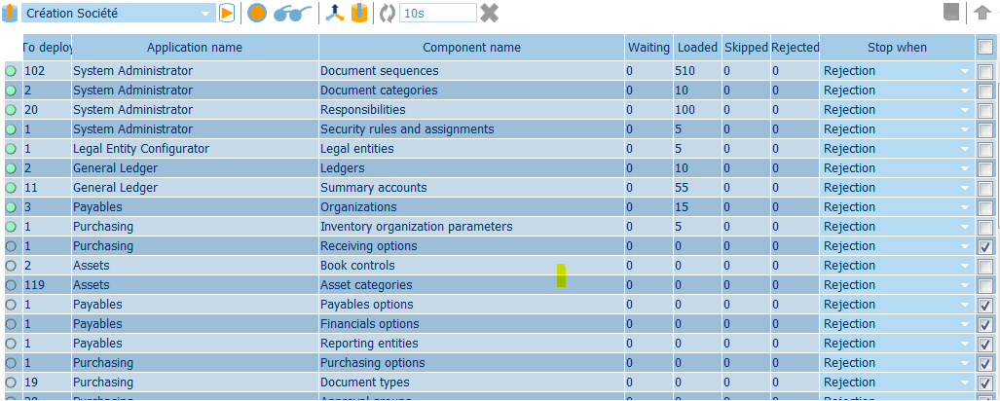 Création Société 10s
To deploy Application name Component name Waiting Loaded Skipped Rejected Stop when
102 System Administrator Document sequences 0 510 0 0 Rejection
2 System Administrator Document categories 0 10 0 0 Rejection
20 System Administrator Responsibilities 0 100 0 0 Rejection
1 System Administrator Security rules and assignments 0 5 0 0 Rejection
1 Legal Entity Configurator Legal entities 0 5 0 0 Rejection
2 General Ledger Ledgers 0 10 0 0 Rejection
11 General Ledger Summary accounts 0 55 0 0 Rejection
3 Payables Organizations 0 15 0 0 Rejection
1 Purchasing Inventory organization parameters 0 5 0 0 Rejection
1 Purchasing Receiving options 0 0 0 0 Rejection
2 Assets Book controls 0 0 0 0 Rejection
119 Assets Asset categories 0 0 0 0 Rejection
1 Payables Payables options 0 0 0 0 Rejection
1 Payables Financials options 0 0 0 0 Rejection
1 Payables Reporting entities 0 0 0 0 Rejection
1 Purchasing Purchasing options 0 0 0 0 Rejection
19 Purchasing Document types 0 0 0 0 Rejection